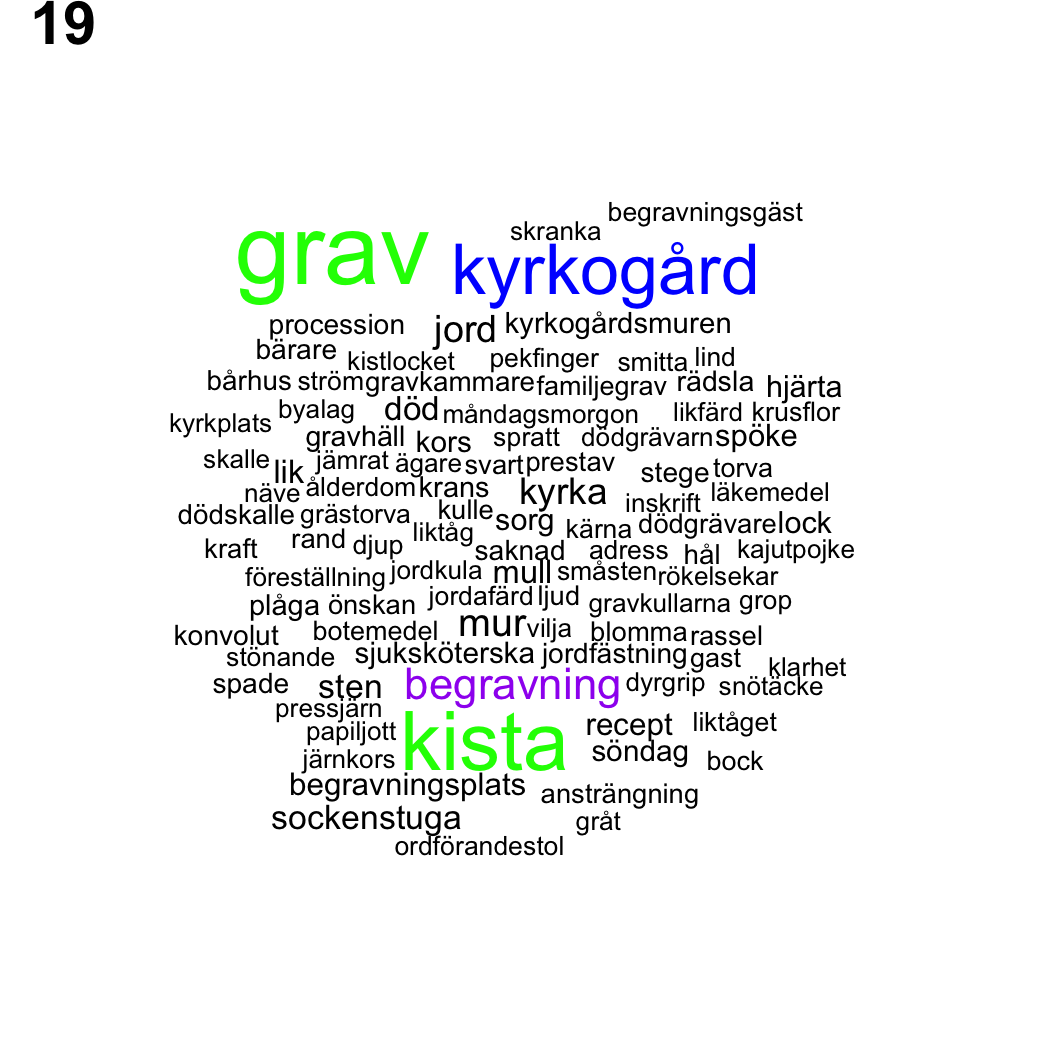 19
begravningsgäst
skranka
grav kyrkogård
procession jord kyrkogårdsmuren
bärare kistlocket pekfinger smitta lind
bårhus ström gravkammare familjegrav rädsla hjärta
kyrkplats byalag död måndagsmorgon likfärd krusflor
gravhäll kors spratt dödgrävarn spöke
skalle lik jämrat ägare svart prestav stege torva
näve ålderdom krans kyrka inskrift läkemedel
dödskalle grästorva kulle sorg kärna dödgrävare lock
kraft rand djup liktåg saknad adress hål kajutpojke
föreställning jordkula mull småsten rökelsekar
plåga önskan jordafärd ljud gravkullarna grop
konvolut botemedel mur vilja blomma rassel
stönande sjuksköterska jordfästning gast klarhet
spade sten begravning dyrgrip snötäcke
pressjärn
papiljott kista recept liktåget
järnkors söndag bock
begravningsplats ansträngning
sockenstuga gråt
ordförandestol